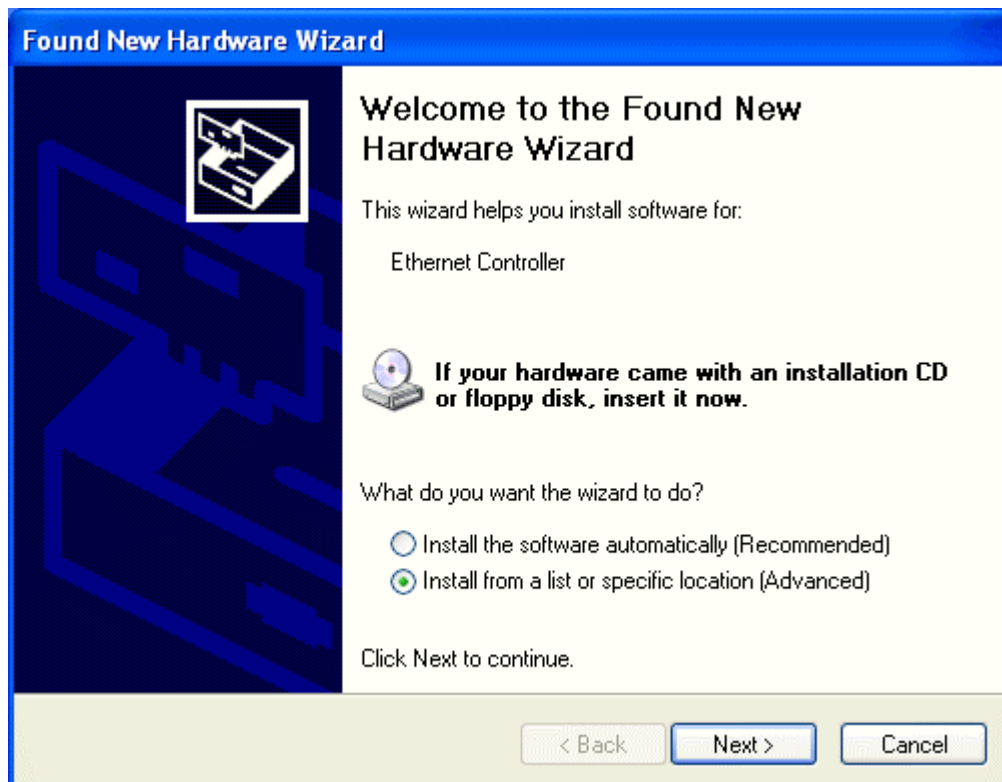 Found New Hardware Wizard
Welcome to the Found New
Hardware Wizard
This wizard helps you install software for:
Ethernet Controller
If your hardware came with an installation CD
or floppy disk, insert it now.
What do you want the wizard to do?
Install the software automatically (Recommended)
Install from a list or specific location (Advanced)
Click Next to continue.
< Back Next > Cancel